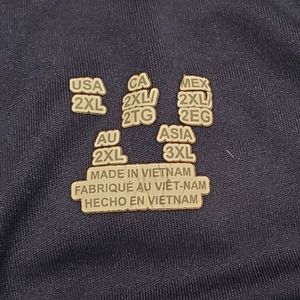 USA CA MEX
2XL 2XL/ 2XL/
2TG 2EG
AU ASIA
2XL 3XL
MADE IN VIETNAM
FABRIQUÉ AU VIÊT-NAM
HECHO EN VIETNAM